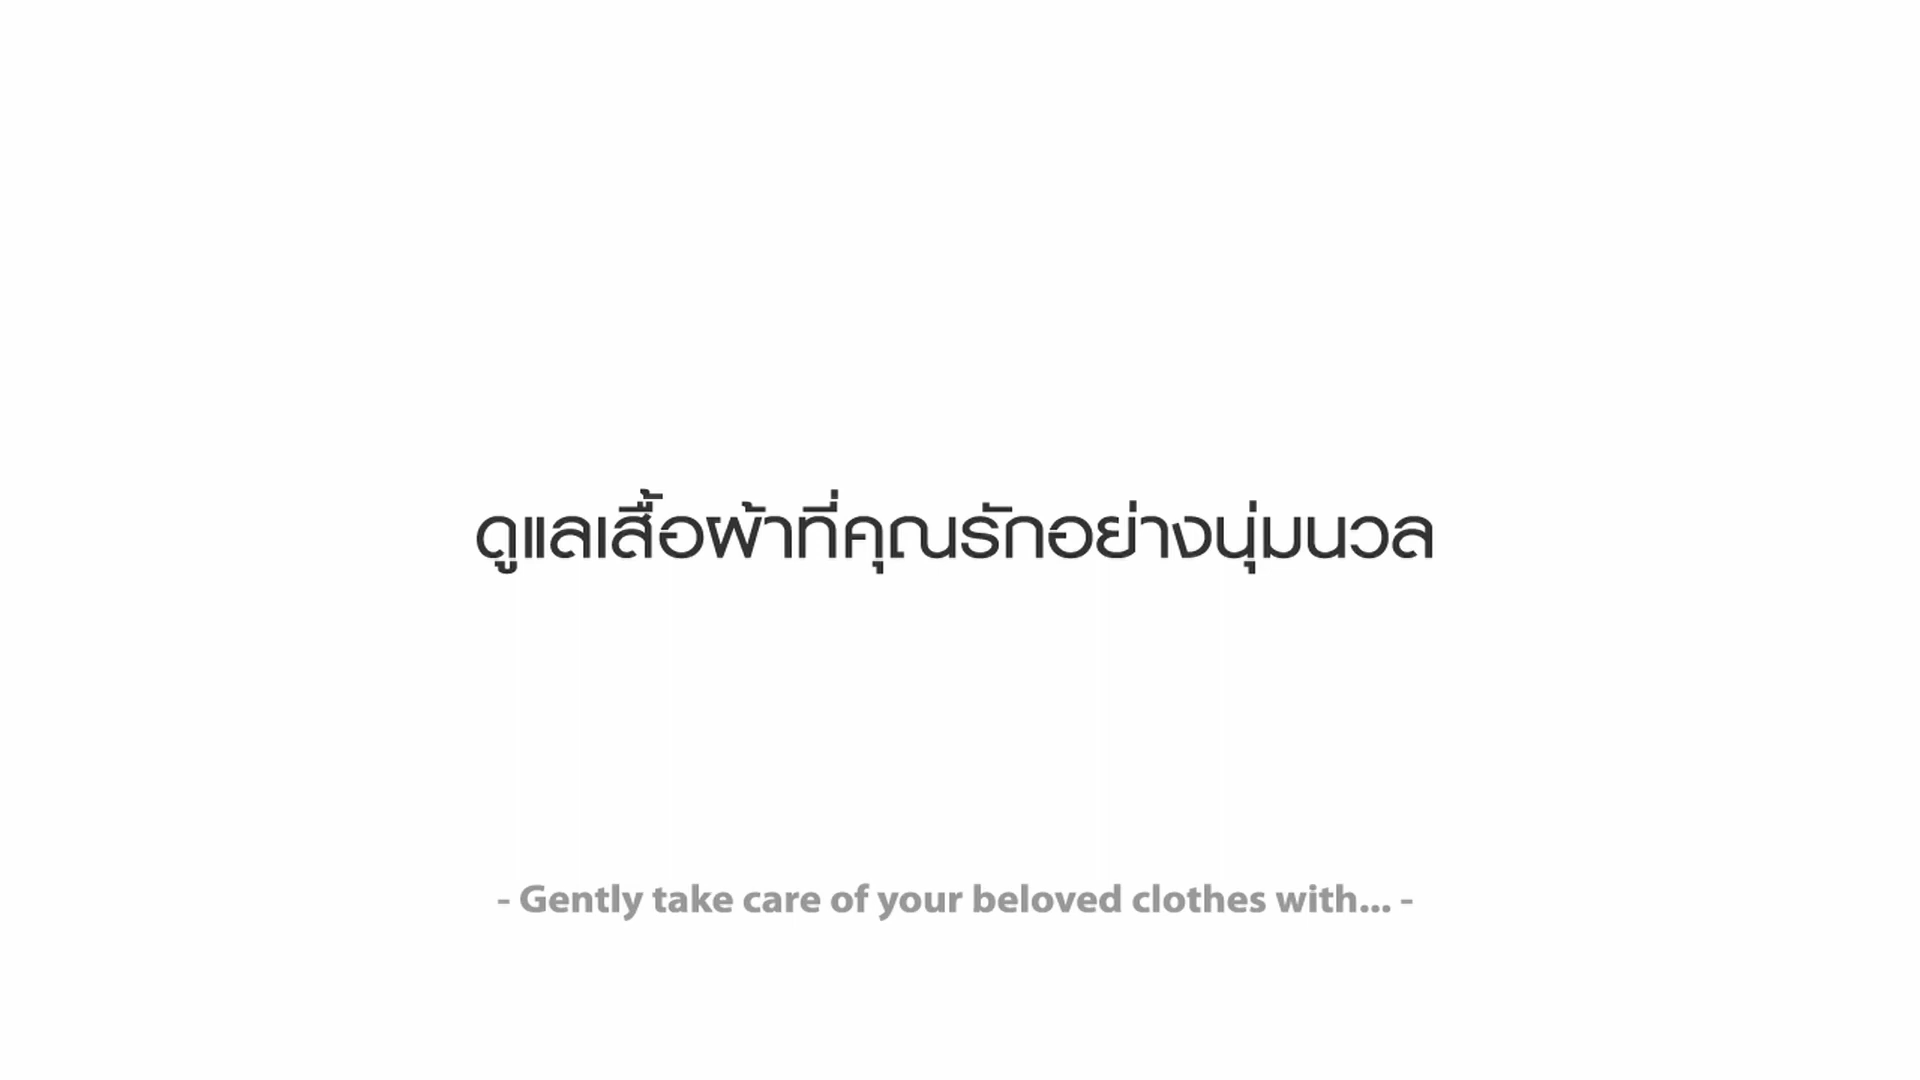 ดูแลเสื้อผ้าที่คุณรักอย่างนุ่มนวล
- Gently take care of your beloved clothes with... -